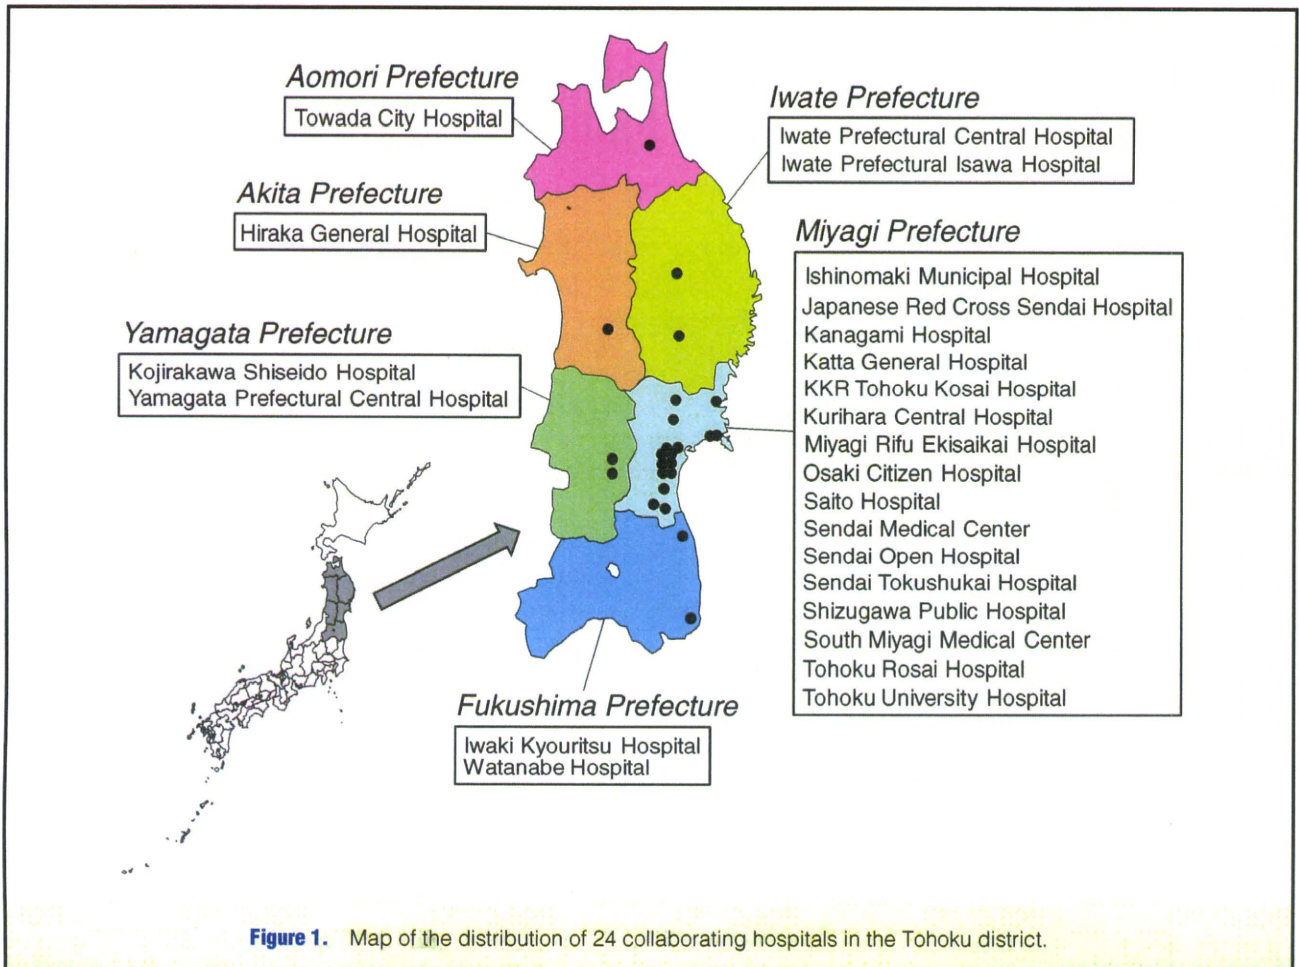 Aomori Prefecture
Towada City Hospital
Iwate Prefecture
Iwate Prefectural Central Hospital
Iwate Prefectural Isawa Hospital
Akita Prefecture
Hiraka General Hospital
Miyagi Prefecture
Ishinomaki Municipal Hospital
Japanese Red Cross Sendai Hospital
Kanagami Hospital
Katta General Hospital
KKR Tohoku Kosai Hospital
Kurihara Central Hospital
Miyagi Rifu Ekisaikai Hospital
Osaki Citizen Hospital
Saito Hospital
Sendai Medical Center
Sendai Open Hospital
Sendai Tokushukai Hospital
Shizugawa Public Hospital
South Miyagi Medical Center
Tohoku Rosai Hospital
Tohoku University Hospital
Yamagata Prefecture
Kojirakawa Shiseido Hospital
Yamagata Prefectural Central Hospital
Fukushima Prefecture
Iwaki Kyouritsu Hospital
Watanabe Hospital
Figure 1. Map of the distribution of 24 collaborating hospitals in the Tohoku district.